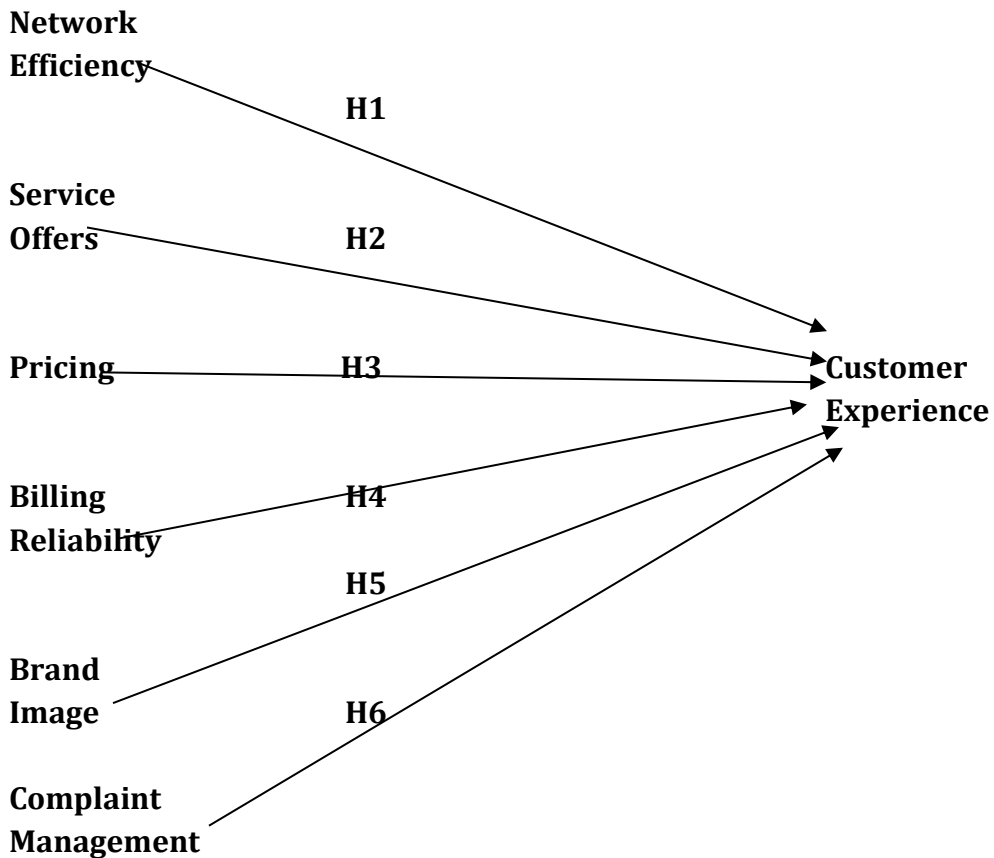 Network
Efficiency
H1
Service
Offers
H2
Pricing
H3
Customer
Experience
Billing
Reliability
H4
H5
Brand
Image
H6
Complaint
Management